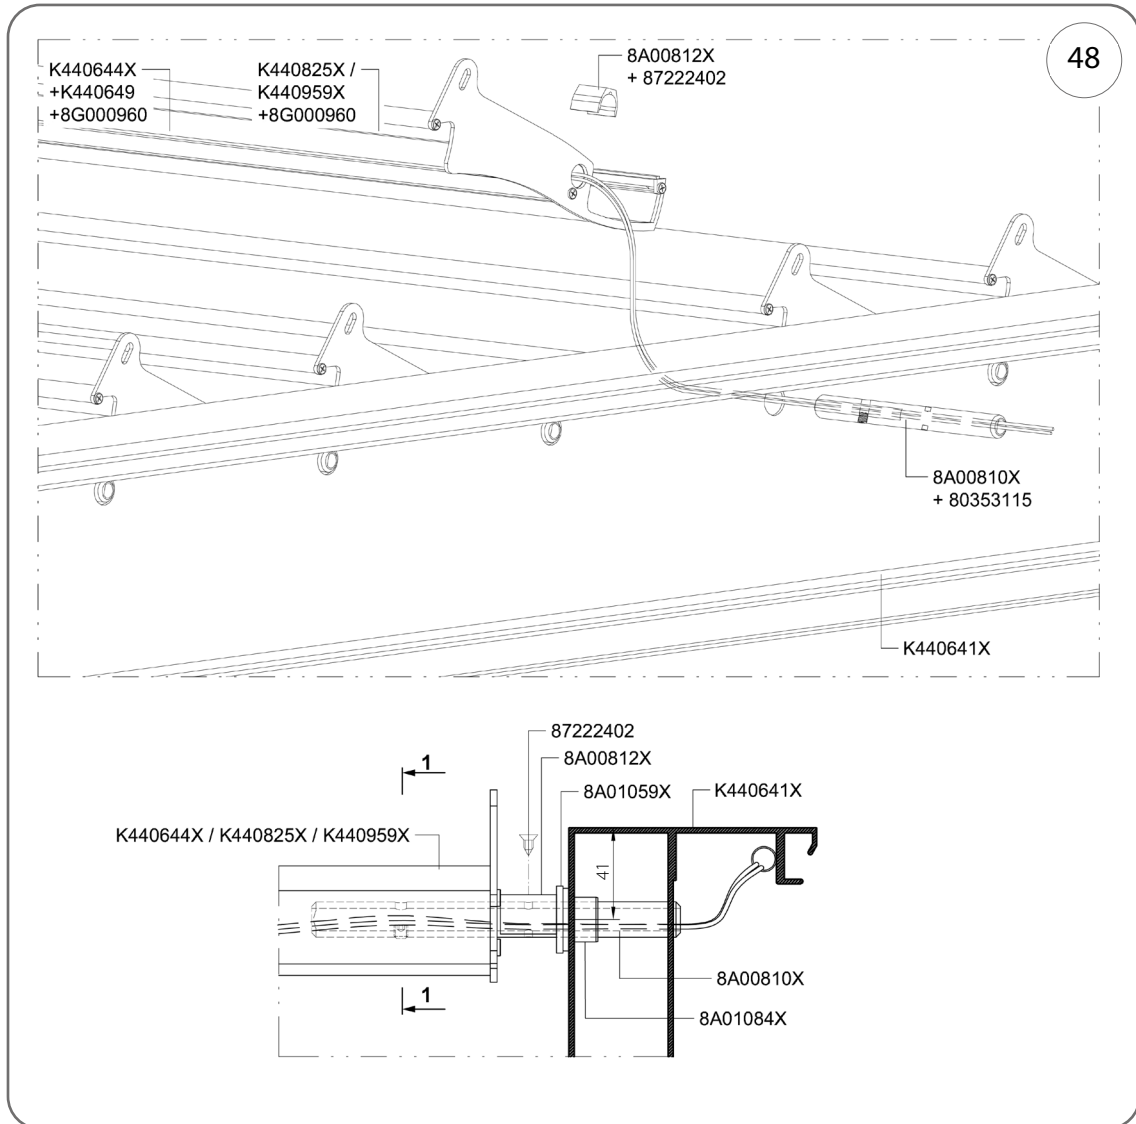 48
K440644X
+K440649
+8G000960
K440825X /
K440959X
+8G000960
8A00812X
+ 87222402
8A00810X
+ 80353115
K440641X
87222402
8A00812X
8A01059X
K440641X
1
K440644X / K440825X / K440959X
41
8A00810X
1
8A01084X